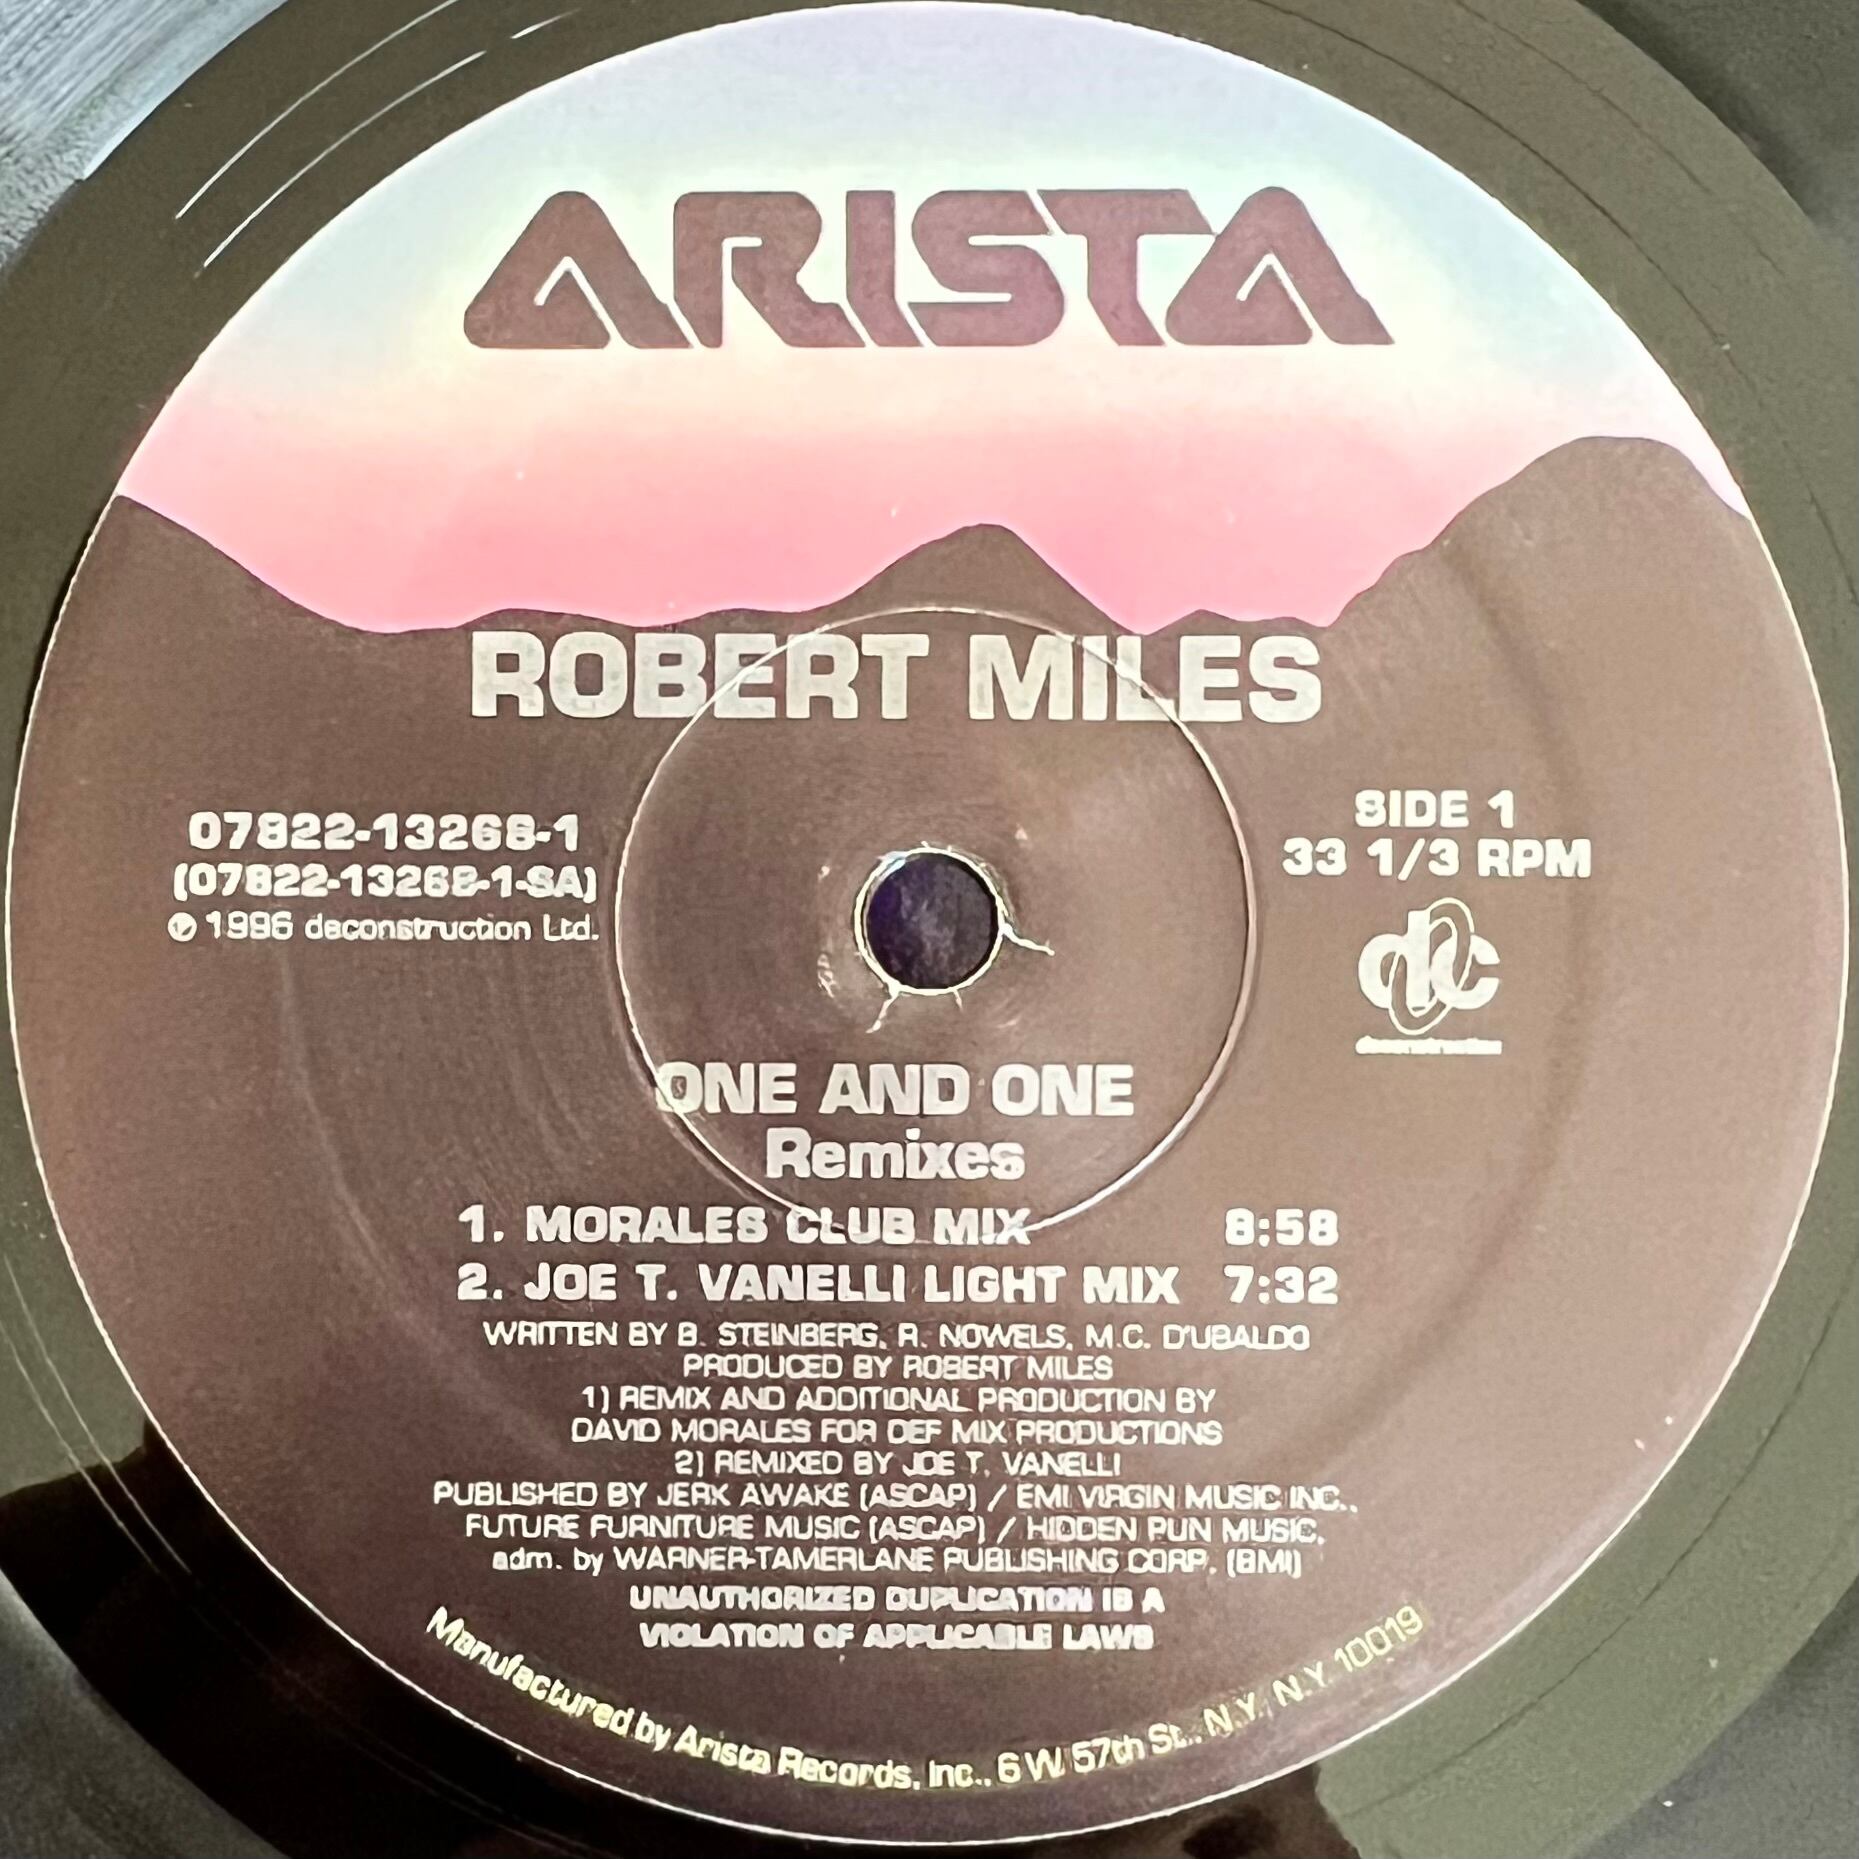 ARISTA
ROBERT MILES
07822-13268-1
(07822-13268-1-SA)
℗ 1996 deconstruction Ltd.
SIDE 1
33 1/3 RPM
dc
deconstruction
ONE AND ONE
Remixes
1. MORALES CLUB MIX 8:58
2. JOE T. VANELLI LIGHT MIX 7:32
WRITTEN BY B. STEINBERG, R. NOWELS, M.C. D'UBALDO
PRODUCED BY ROBERT MILES
1) REMIX AND ADDITIONAL PRODUCTION BY
DAVID MORALES FOR DEF MIX PRODUCTIONS
2) REMIXED BY JOE T. VANELLI
PUBLISHED BY JERK AWAKE (ASCAP) / EMI VIRGIN MUSIC INC.,
FUTURE FURNITURE MUSIC (ASCAP) / HIDDEN PUN MUSIC,
adm. by WARNER-TAMERLANE PUBLISHING CORP. (BMI)
UNAUTHORIZED DUPLICATION IS A
VIOLATION OF APPLICABLE LAWS
Manufactured by Arista Records, Inc., 6 W 57th St., N.Y. N.Y. 10019